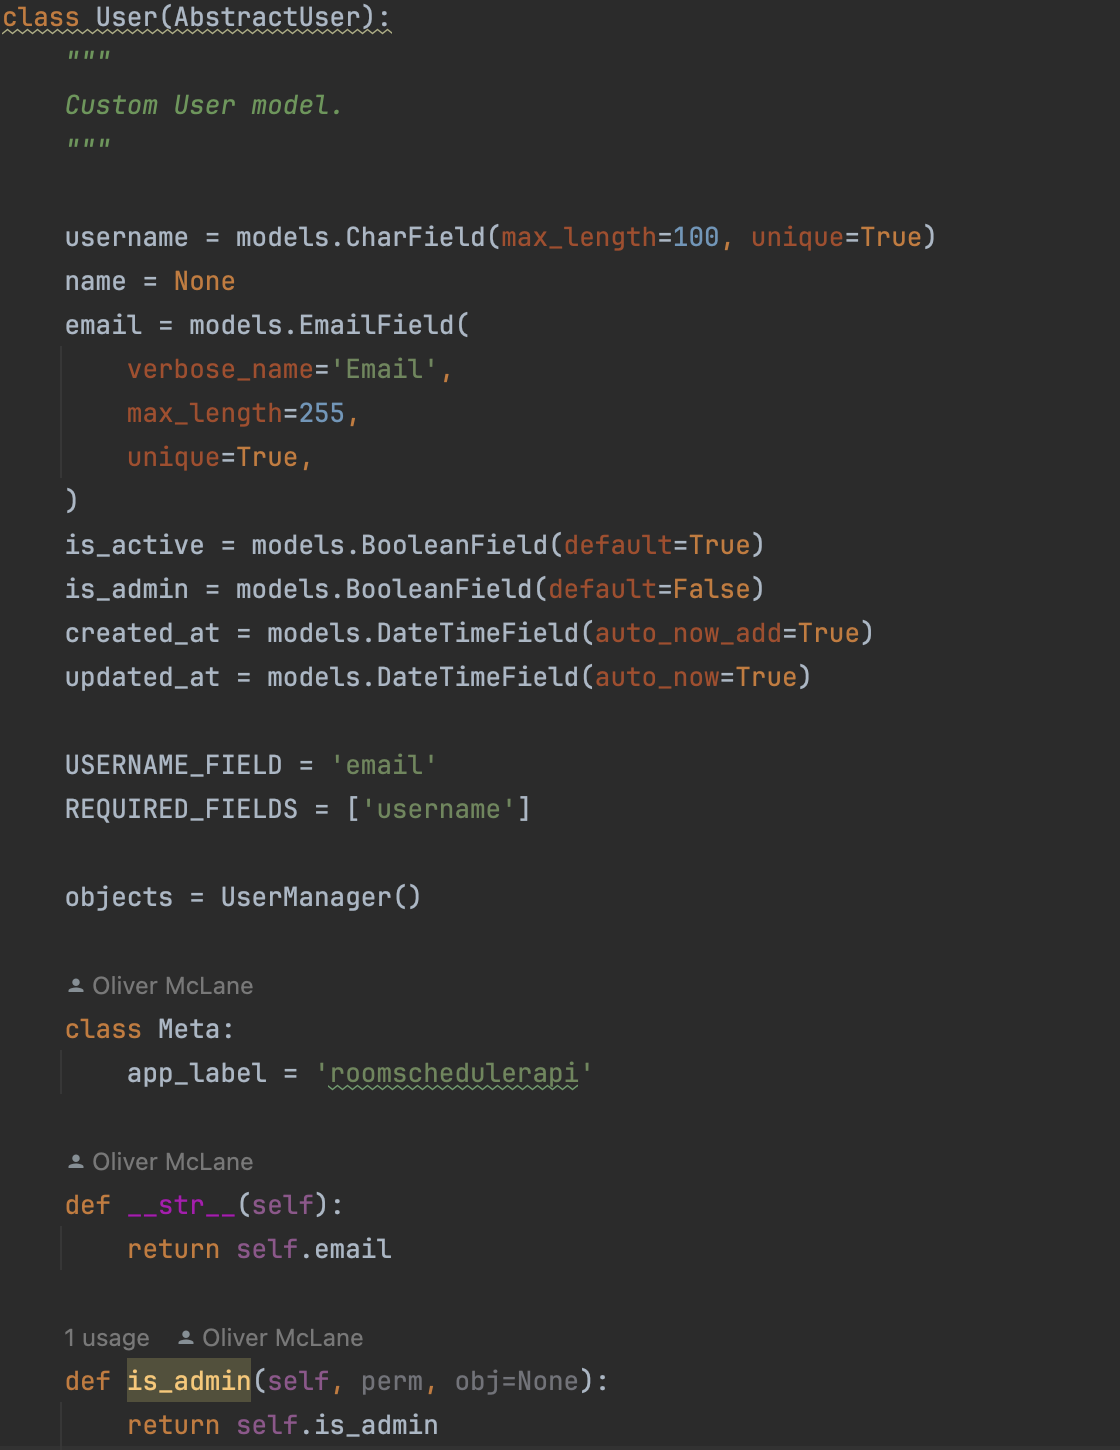 class User(AbstractUser):
    """
    Custom User model.
    """

    username = models.CharField(max_length=100, unique=True)
    name = None
    email = models.EmailField(
        verbose_name='Email',
        max_length=255,
        unique=True,
    )
    is_active = models.BooleanField(default=True)
    is_admin = models.BooleanField(default=False)
    created_at = models.DateTimeField(auto_now_add=True)
    updated_at = models.DateTimeField(auto_now=True)

    USERNAME_FIELD = 'email'
    REQUIRED_FIELDS = ['username']

    objects = UserManager()

    Oliver McLane
    class Meta:
        app_label = 'roomschedulerapi'

    Oliver McLane
    def __str__(self):
        return self.email

    1 usage Oliver McLane
    def is_admin(self, perm, obj=None):
        return self.is_admin